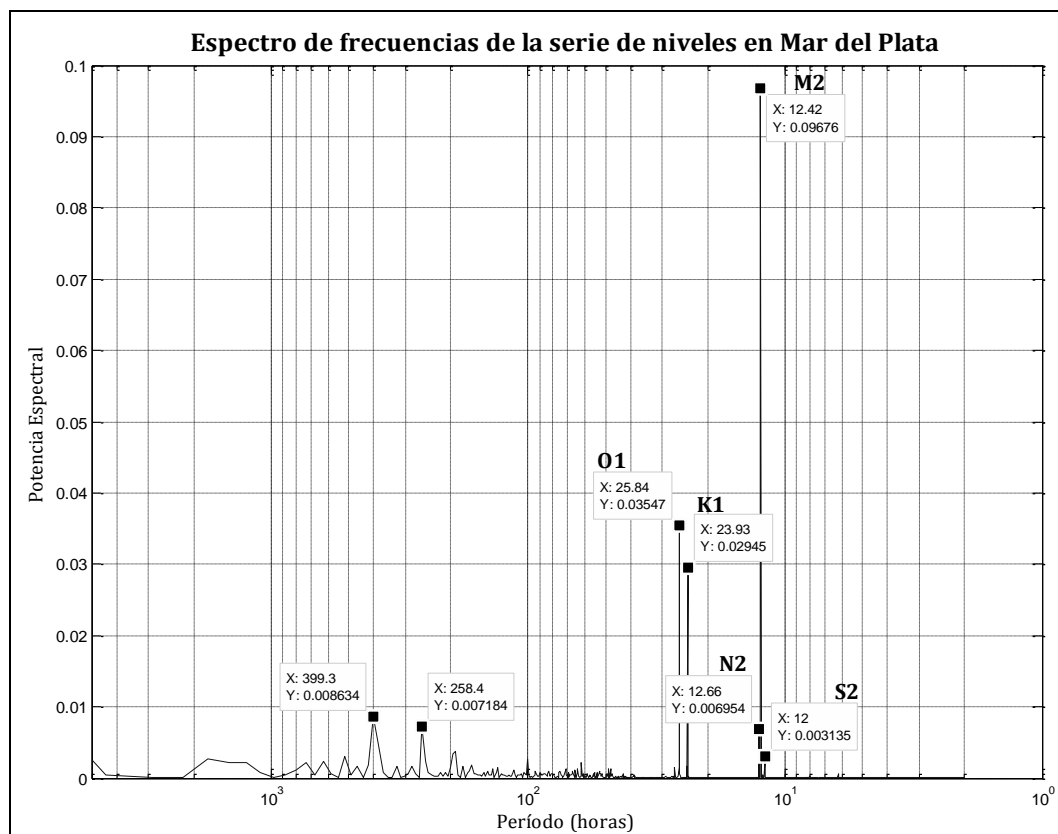 Espectro de frecuencias de la serie de niveles en Mar del Plata
0.1
0.09
0.08
0.07
0.06
0.05
0.04
0.03
0.02
0.01
0
Potencia Espectral
M2
X: 12.42
Y: 0.09676
O1
X: 25.84
Y: 0.03547
K1
X: 23.93
Y: 0.02945
N2
X: 12.66
Y: 0.006954
S2
X: 12
Y: 0.003135
X: 399.3
Y: 0.008634
X: 258.4
Y: 0.007184
10³
10²
10¹
10⁰
Período (horas)